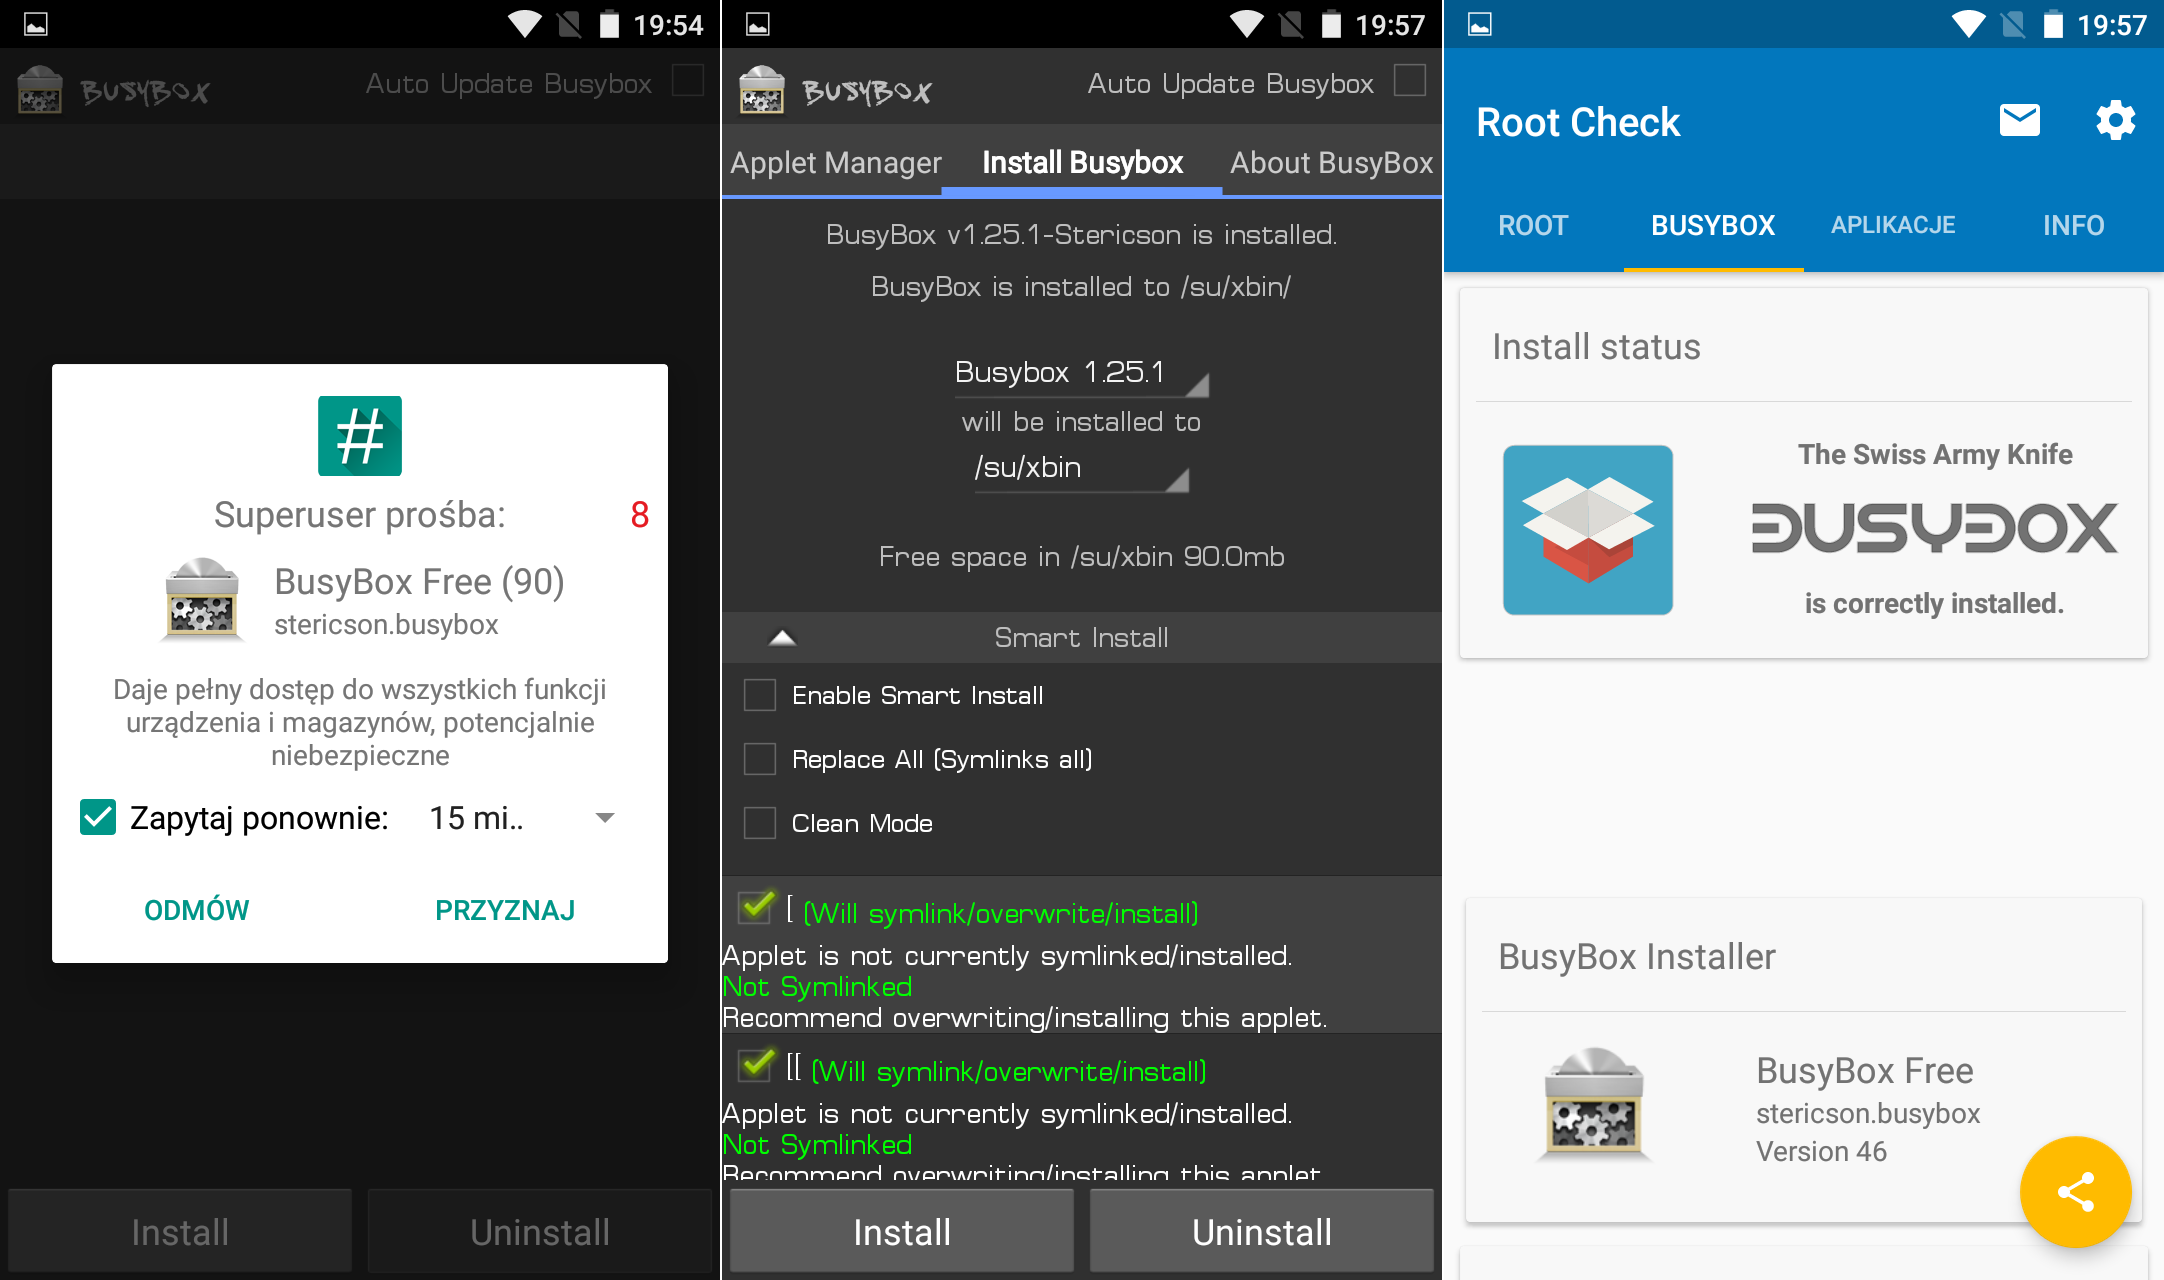 19:54
BUSYBOX
Auto Update Busybox
#
Superuser prośba:
8
BusyBox Free (90)
stericson.busybox
Daje pełny dostęp do wszystkich funkcji
urządzenia i magazynów, potencjalnie
niebezpieczne
Zapytaj ponownie:
15 mi..
ODMÓW
PRZYZNAJ
Install
Uninstall
19:57
BUSYBOX
Auto Update Busybox
Applet Manager
Install Busybox
About BusyBox
BusyBox v1.25.1-Stericson is installed.
BusyBox is installed to /su/xbin/
Busybox 1.25.1
will be installed to
/su/xbin
Free space in /su/xbin 90.0mb
Smart Install
Enable Smart Install
Replace All (Symlinks all)
Clean Mode
[ (Will symlink/overwrite/install)
Applet is not currently symlinked/installed.
Not Symlinked
Recommend overwriting/installing this applet.
[[ (Will symlink/overwrite/install)
Applet is not currently symlinked/installed.
Not Symlinked
Recommend overwriting/installing this applet
Install
Uninstall
19:57
Root Check
ROOT
BUSYBOX
APLIKACJE
INFO
Install status
The Swiss Army Knife
BUSYBOX
is correctly installed.
BusyBox Installer
BusyBox Free
stericson.busybox
Version 46